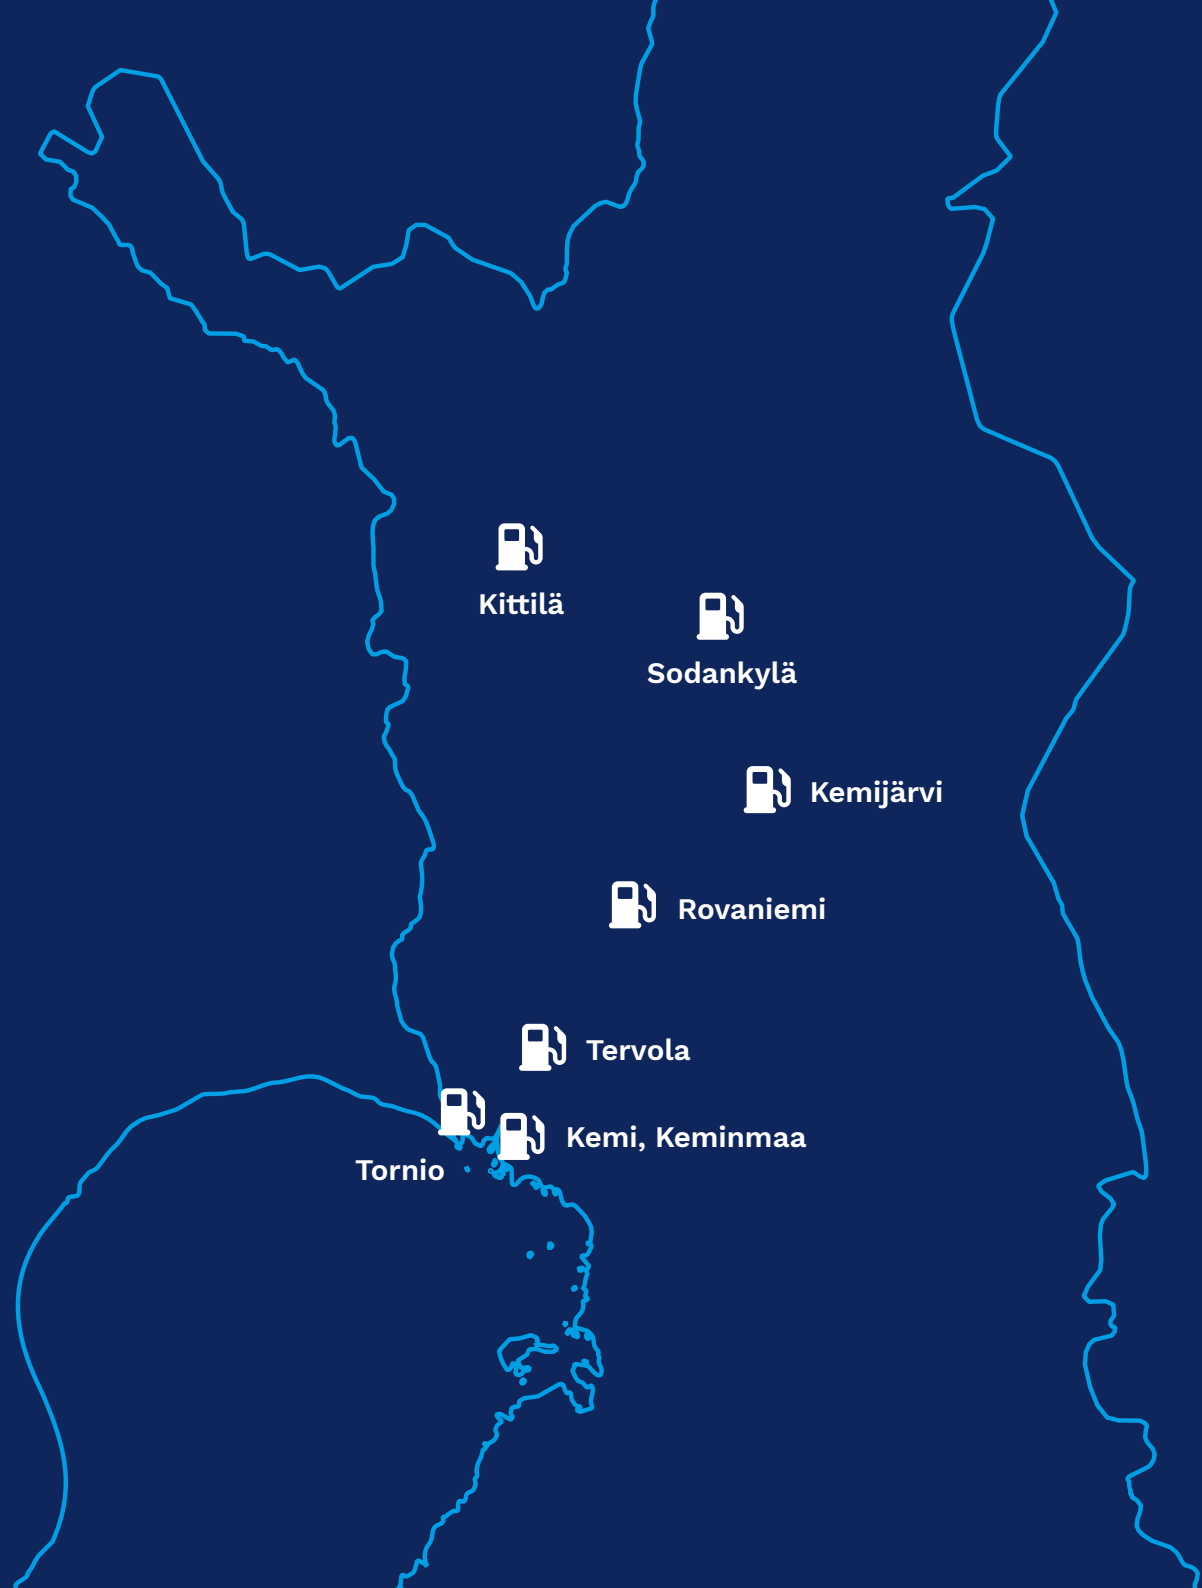 Kittilä
Sodankylä
Kemijärvi
Rovaniemi
Tervola
Kemi, Keminmaa
Tornio